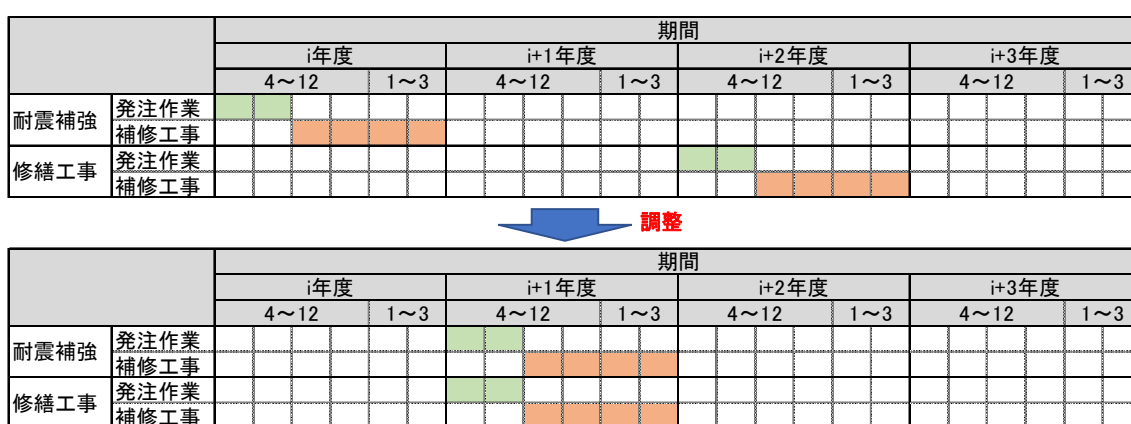 期間
i年度 i+1年度 i+2年度 i+3年度
4～12 1～3 4～12 1～3 4～12 1～3 4～12 1～3
耐震補強 発注作業
補修工事
修繕工事 発注作業
補修工事
調整
期間
i年度 i+1年度 i+2年度 i+3年度
4～12 1～3 4～12 1～3 4～12 1～3 4～12 1～3
耐震補強 発注作業
補修工事
修繕工事 発注作業
補修工事